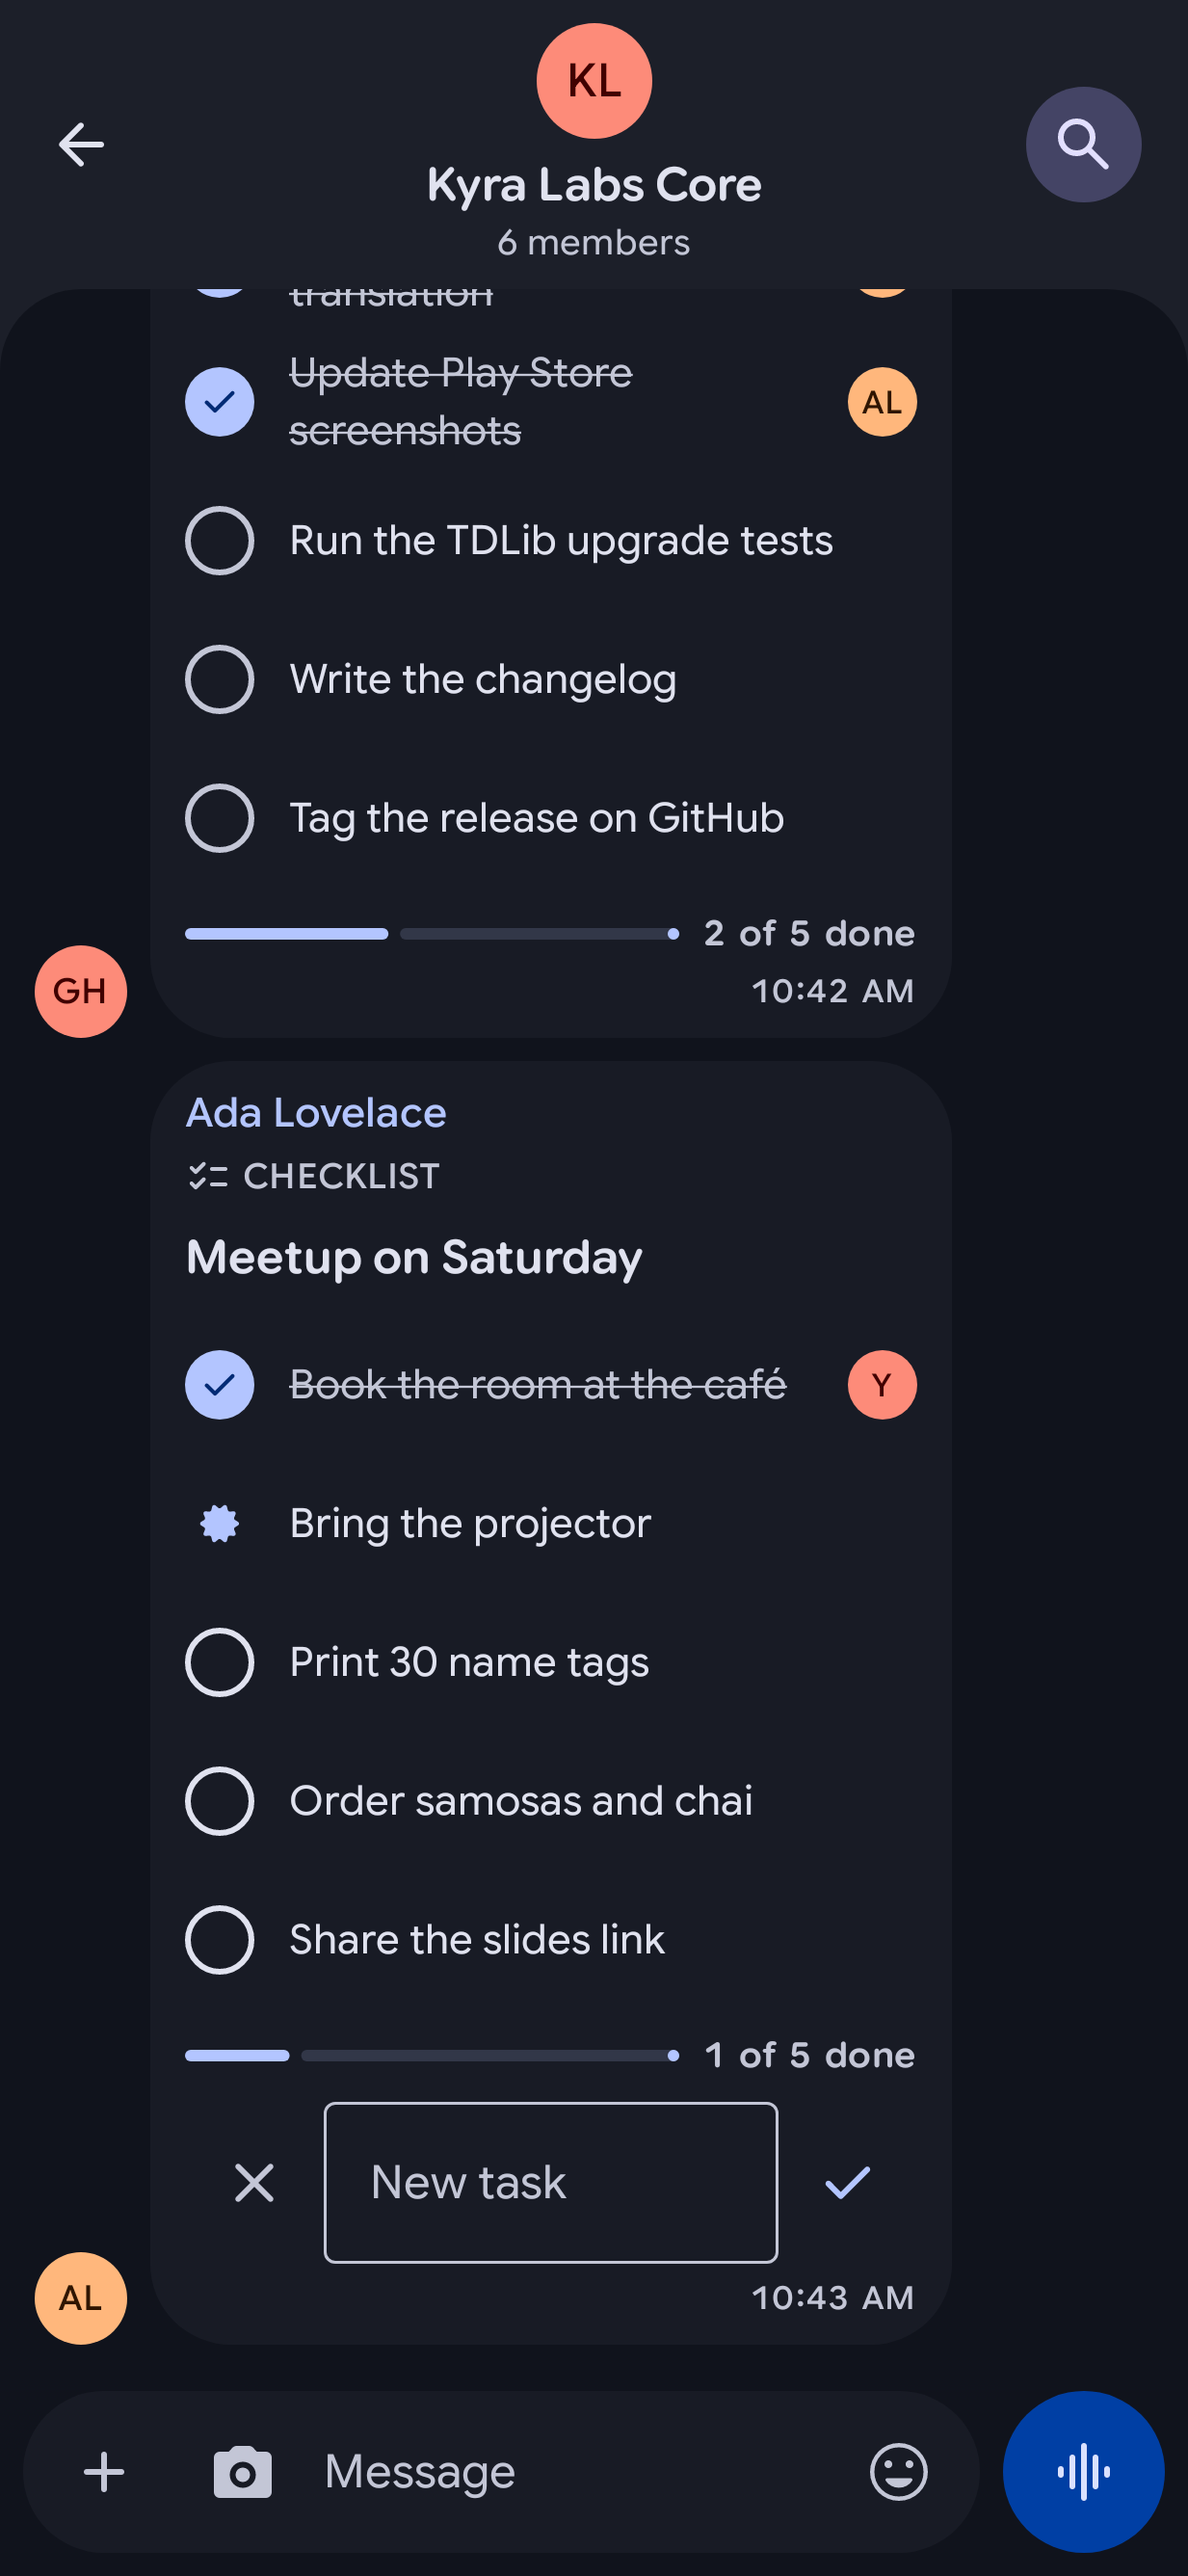 KL
Kyra Labs Core
6 members
translation
Update Play Store
screenshots
AL
Run the TDLib upgrade tests
Write the changelog
Tag the release on GitHub
2 of 5 done
GH
10:42 AM
Ada Lovelace
CHECKLIST
Meetup on Saturday
Book the room at the café
Y
Bring the projector
Print 30 name tags
Order samosas and chai
Share the slides link
1 of 5 done
New task
AL
10:43 AM
Message